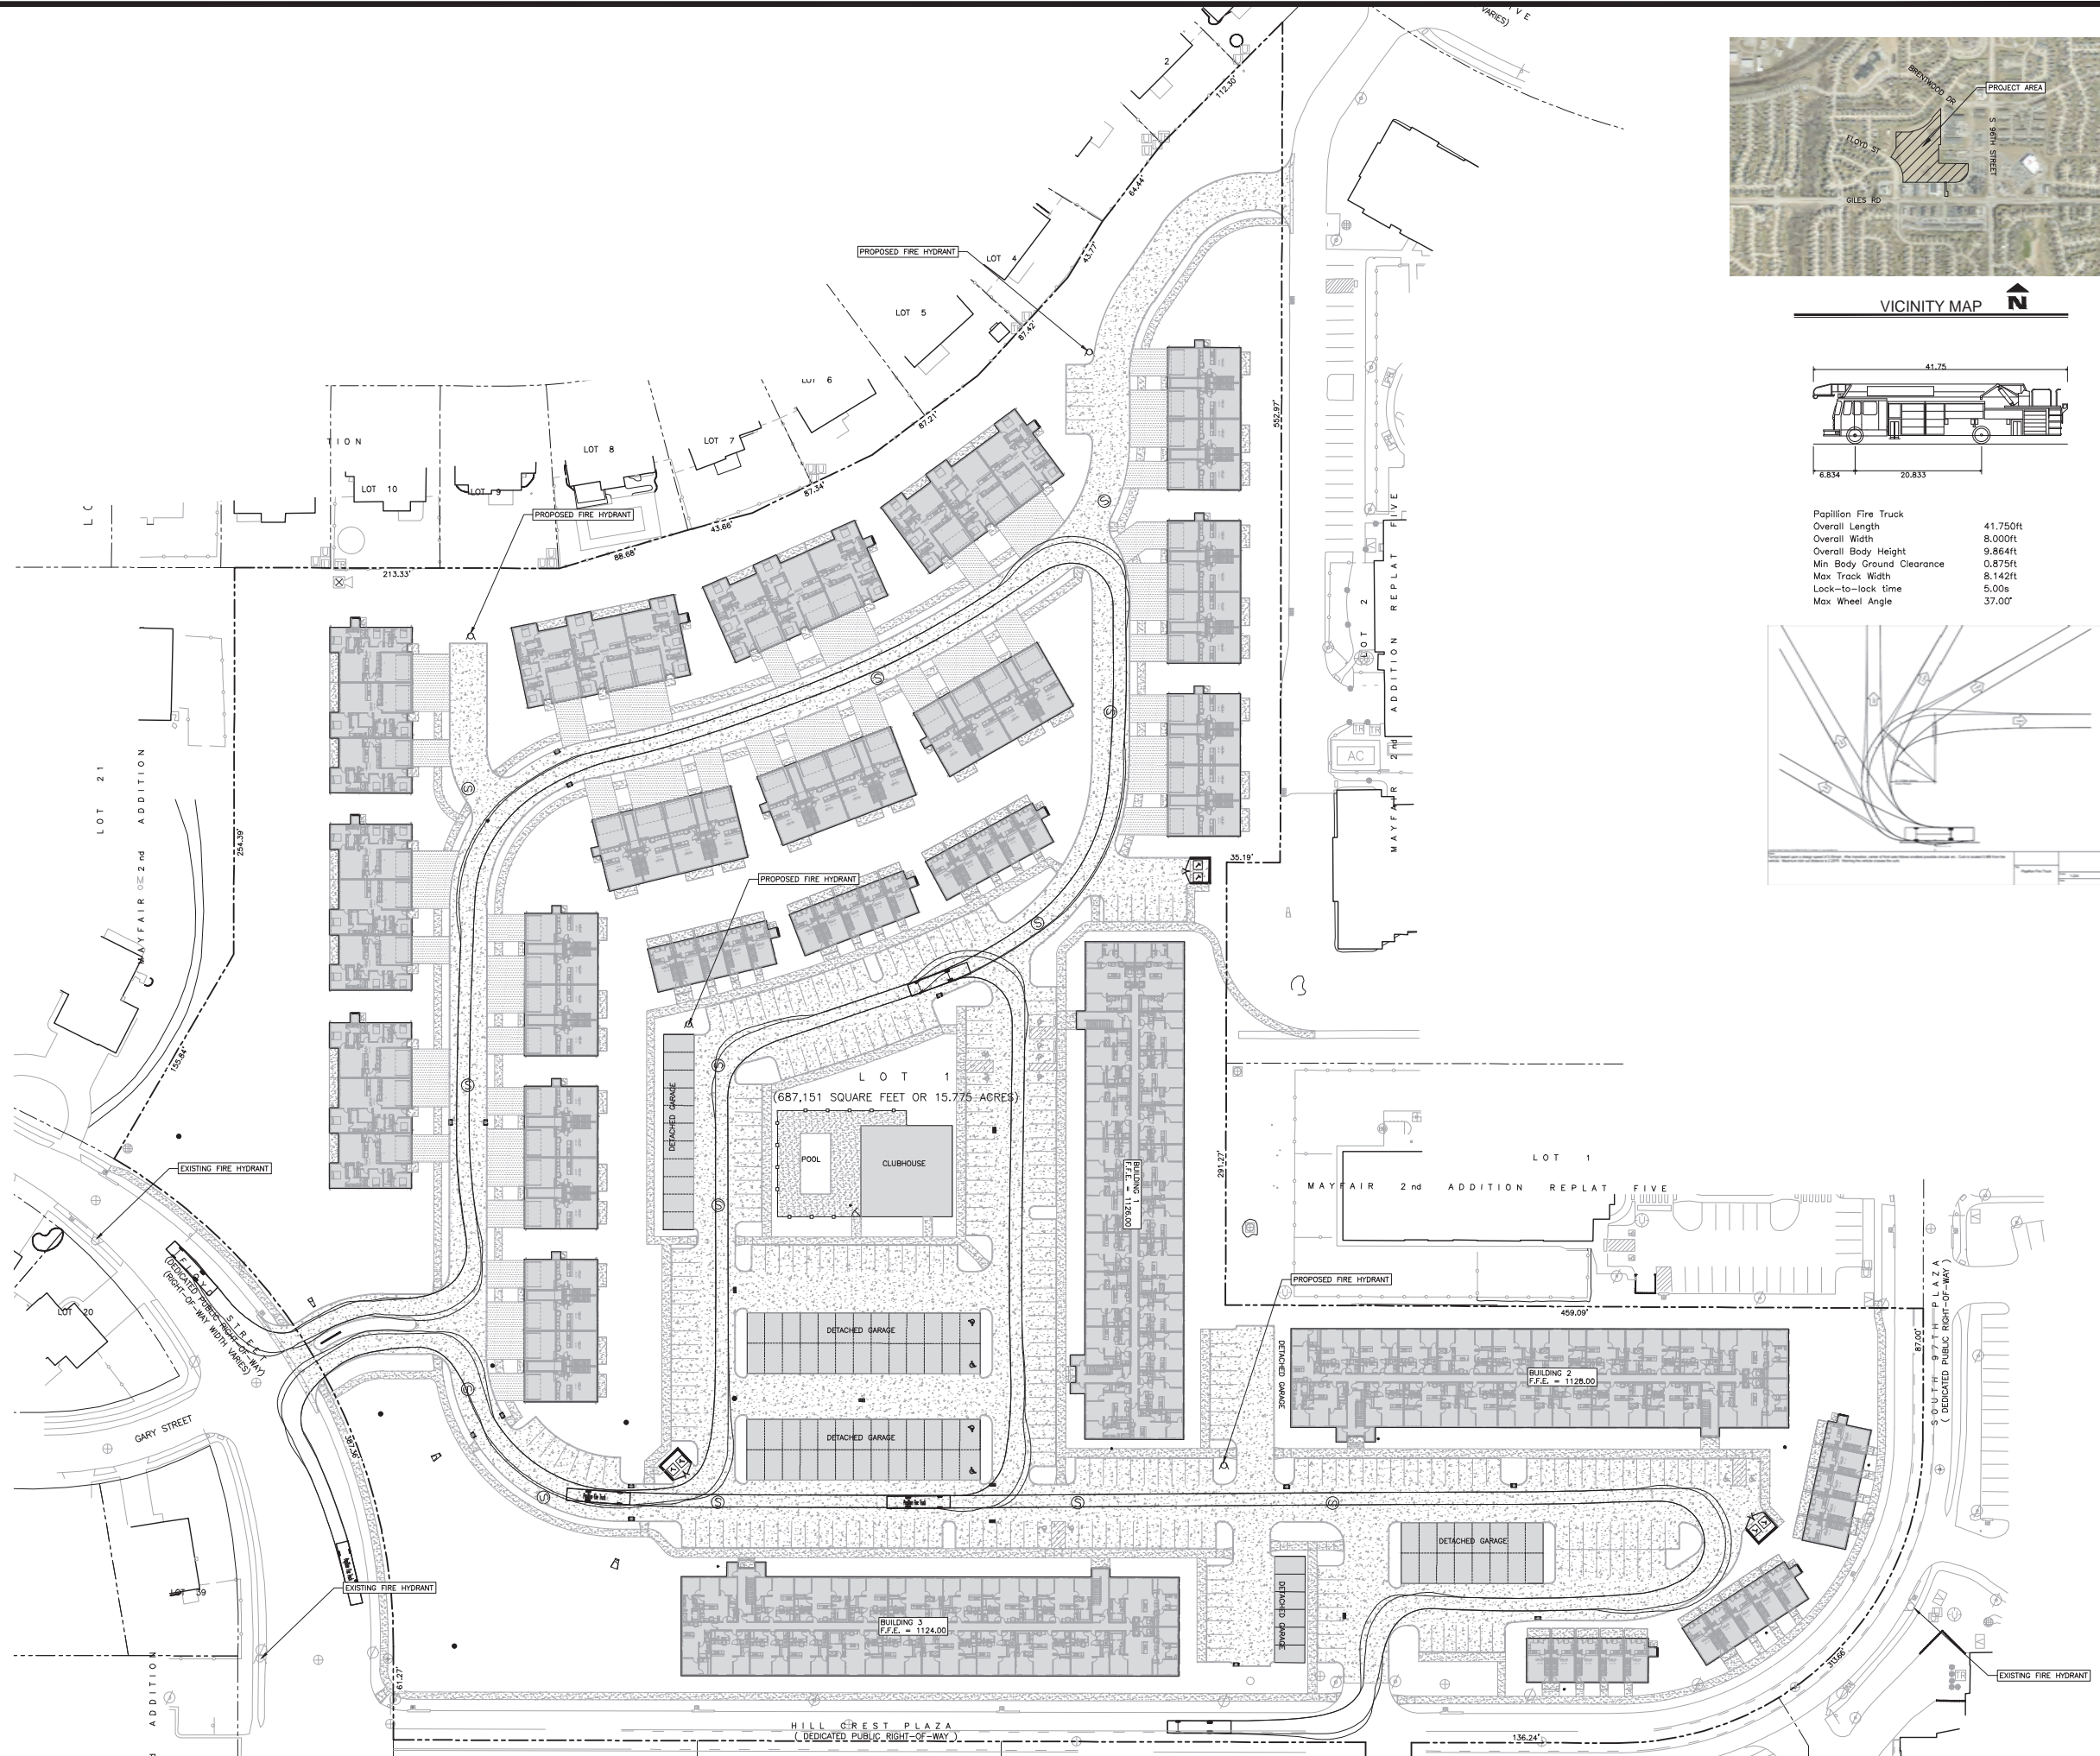 VARIES)
BRENTWOOD DR
PROJECT AREA
S 96TH STREET
FLOYD ST
GILES RD
VICINITY MAP
N
41.75
6.834
20.833
Papillion Fire Truck
Overall Length 41.750ft
Overall Width 8.000ft
Overall Body Height 9.864ft
Min Body Ground Clearance 0.875ft
Max Track Width 8.142ft
Lock-to-lock time 5.00s
Max Wheel Angle 37.00°
2
112.30'
64.44'
43.77'
PROPOSED FIRE HYDRANT
LOT 4
LOT 5
87.42'
LOT 6
87.21'
LOT 7
87.34'
43.66'
LOT 8
88.68'
LOT 9
LOT 10
TION
PROPOSED FIRE HYDRANT
213.33'
552.97'
LOT 2
MAYFAIR 2nd ADDITION REPLAT FIVE
TR TR
AC
35.19'
LOT 21
MAYFAIR 2nd ADDITION
254.39'
155.84'
PROPOSED FIRE HYDRANT
LOT 1
(687,151 SQUARE FEET OR 15.775 ACRES)
DETACHED GARAGE
POOL
CLUBHOUSE
BUILDING 1
F.F.E. = 1126.00
291.27'
LOT 1
MAYFAIR 2nd ADDITION REPLAT FIVE
EXISTING FIRE HYDRANT
FLOYD STREET
(DEDICATED PUBLIC RIGHT-OF-WAY)
(RIGHT-OF-WAY WIDTH VARIES)
LOT 20
PROPOSED FIRE HYDRANT
459.09'
87.00'
SOUTH 97TH PLAZA
( DEDICATED PUBLIC RIGHT-OF-WAY )
DETACHED GARAGE
DETACHED GARAGE
DETACHED GARAGE
BUILDING 2
F.F.E. = 1128.00
GARY STREET
387.36'
DETACHED GARAGE
DETACHED GARAGE
LOT 39
EXISTING FIRE HYDRANT
BUILDING 3
F.F.E. = 1124.00
61.27'
ADDITION
313.66'
EXISTING FIRE HYDRANT
TR
HILL CREST PLAZA
( DEDICATED PUBLIC RIGHT-OF-WAY )
136.24'